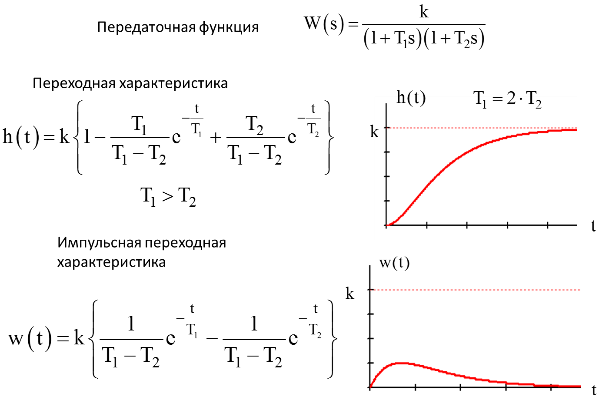 Передаточная функция W(s) = k / ((1+T₁s)(1+T₂s))
Переходная характеристика
h(t) = k{1 − T₁/(T₁−T₂) e^(−t/T₁) + T₂/(T₁−T₂) e^(−t/T₂)}
T₁ > T₂
h(t) T₁ = 2·T₂
k
t
Импульсная переходная
характеристика
w(t) = k{1/(T₁−T₂) e^(−t/T₁) − 1/(T₁−T₂) e^(−t/T₂)}
w(t)
k
t